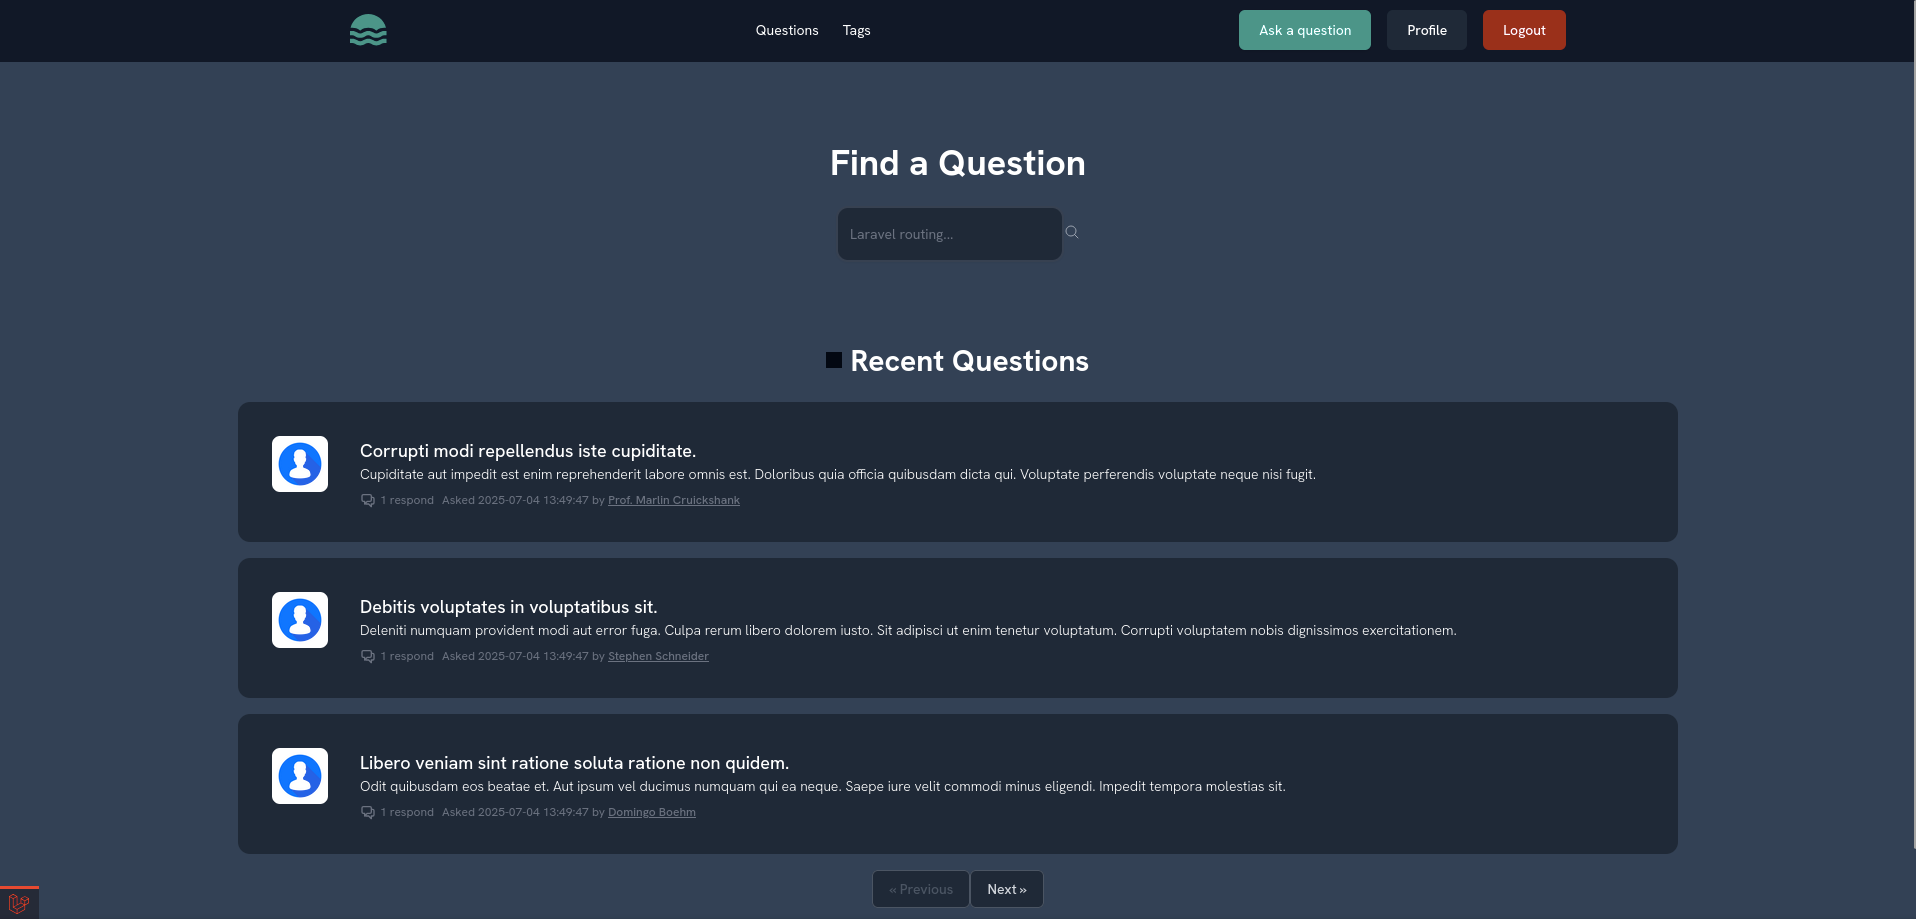 Questions Tags Ask a question Profile Logout
Find a Question
Laravel routing...
Recent Questions
Corrupti modi repellendus iste cupiditate.
Cupiditate aut impedit est enim reprehenderit labore omnis est. Doloribus quia officia quibusdam dicta qui. Voluptate perferendis voluptate neque nisi fugit.
1 respond Asked 2025-07-04 13:49:47 by Prof. Marlin Cruickshank
Debitis voluptates in voluptatibus sit.
Deleniti numquam provident modi aut error fuga. Culpa rerum libero dolorem iusto. Sit adipisci ut enim tenetur voluptatum. Corrupti voluptatem nobis dignissimos exercitationem.
1 respond Asked 2025-07-04 13:49:47 by Stephen Schneider
Libero veniam sint ratione soluta ratione non quidem.
Odit quibusdam eos beatae et. Aut ipsum vel ducimus numquam qui ea neque. Saepe iure velit commodi minus eligendi. Impedit tempora molestias sit.
1 respond Asked 2025-07-04 13:49:47 by Domingo Boehm
« Previous Next »